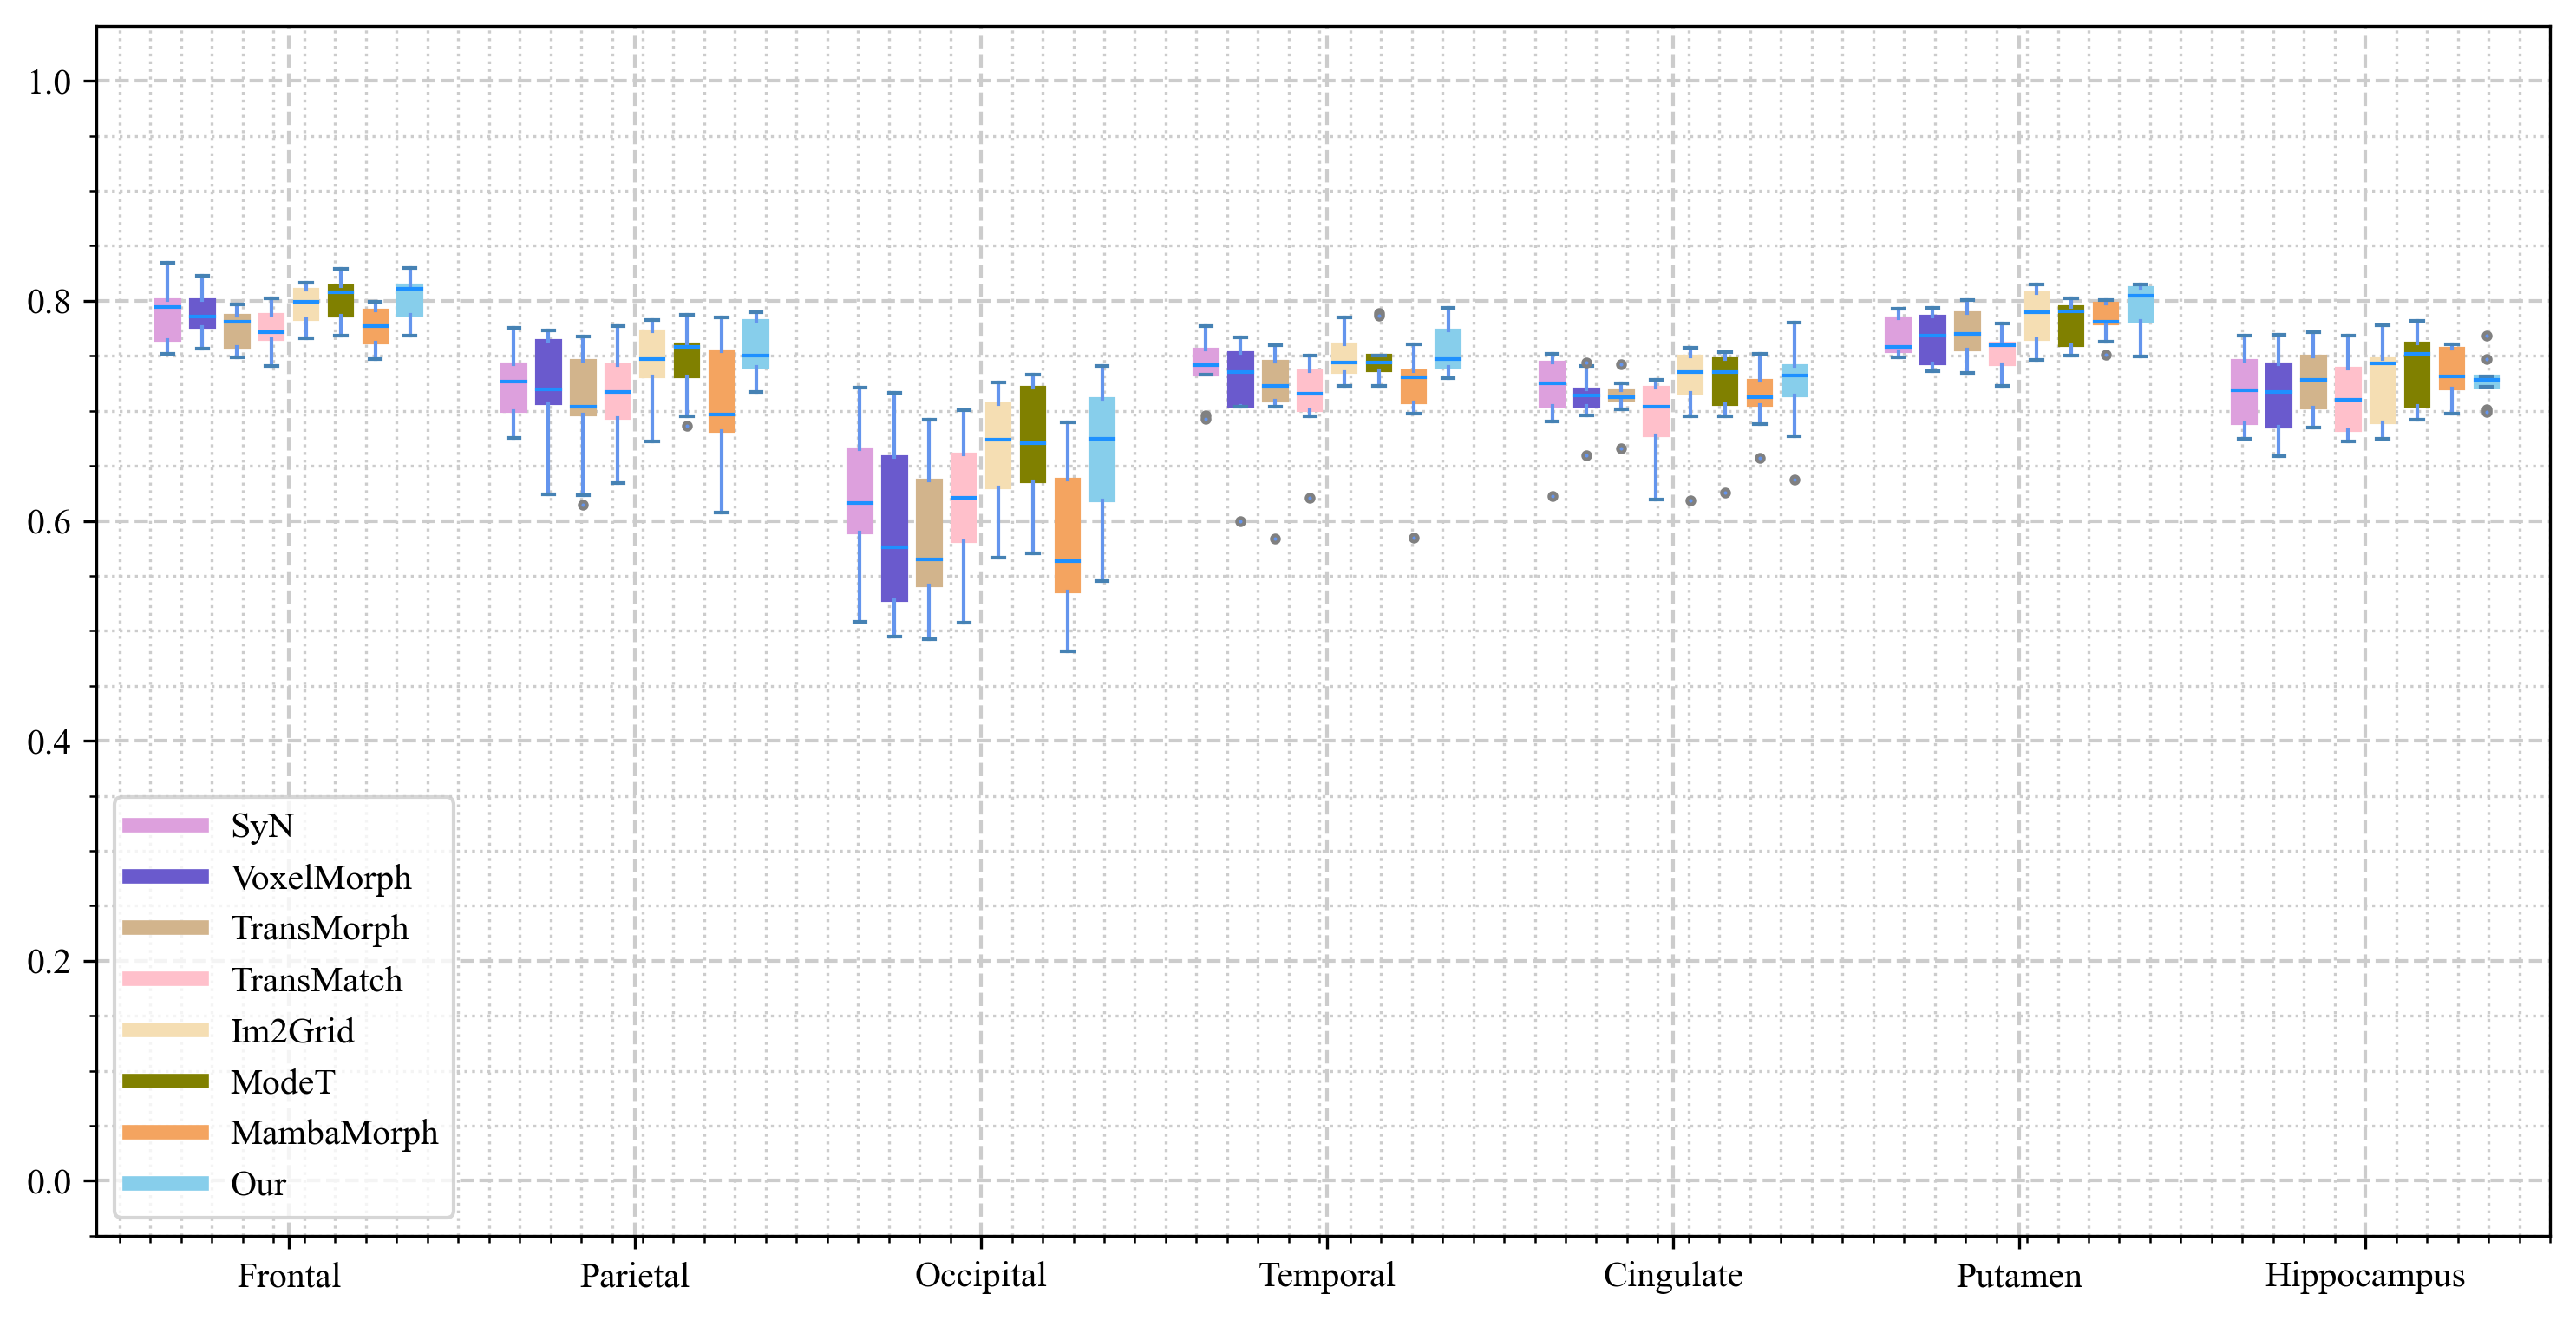 1.0
0.8
0.6
0.4
0.2
0.0
SyN
VoxelMorph
TransMorph
TransMatch
Im2Grid
ModeT
MambaMorph
Our
Frontal Parietal Occipital Temporal Cingulate Putamen Hippocampus